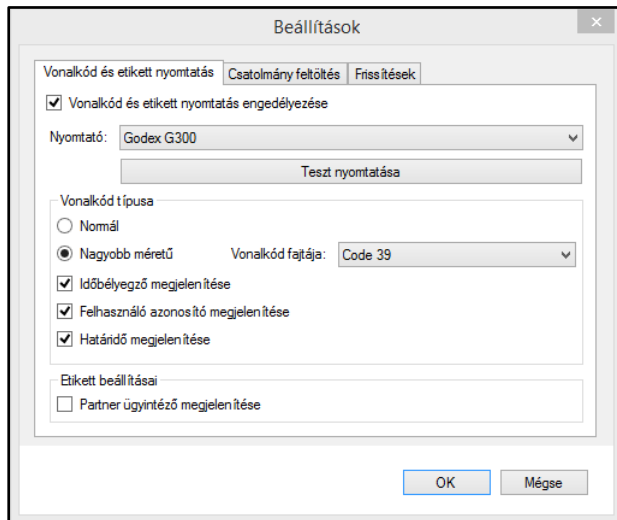 Beállítások
Vonalkód és etikett nyomtatás Csatolmány feltöltés Frissítések
Vonalkód és etikett nyomtatás engedélyezése
Nyomtató: Godex G300
Teszt nyomtatása
Vonalkód típusa
Normál
Nagyobb méretű Vonalkód fajtája: Code 39
Időbélyegző megjelenítése
Felhasználó azonosító megjelenítése
Határidő megjelenítése
Etikett beállításai
Partner ügyintéző megjelenítése
OK Mégse